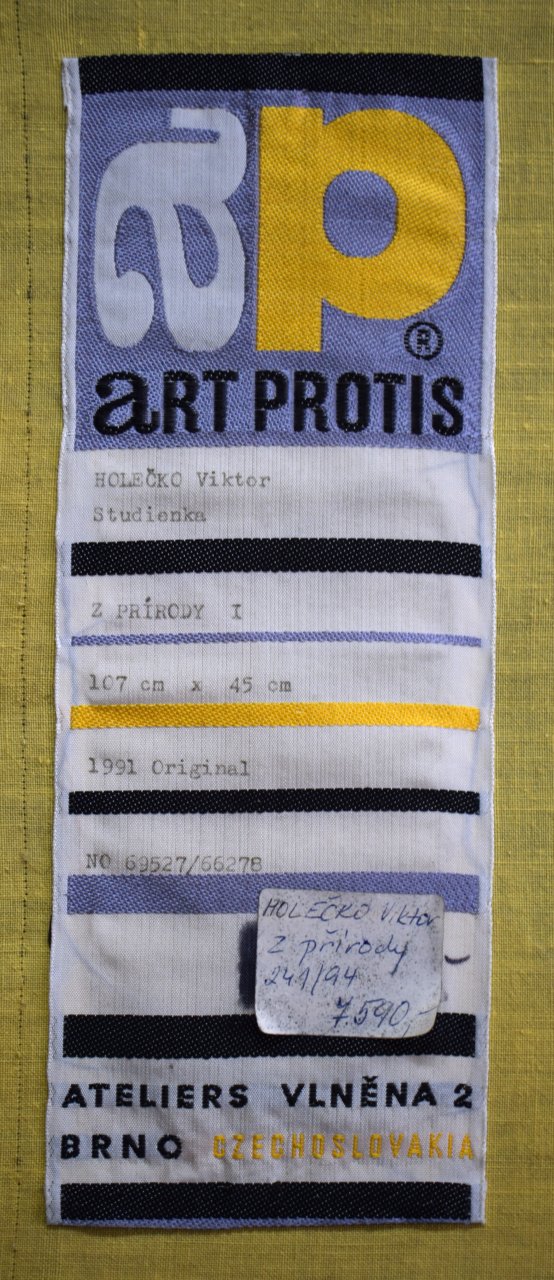 ap
®
aRT PROTIS
HOLEČKO Viktor
Studienka
Z PRÍRODY I
107 cm x 45 cm
1991 Original
NO 69527/66278
HOLEČKO Viktor
Z přírody
241/94
7.590,-
ATELIERS VLNĚNA 2
BRNO CZECHOSLOVAKIA